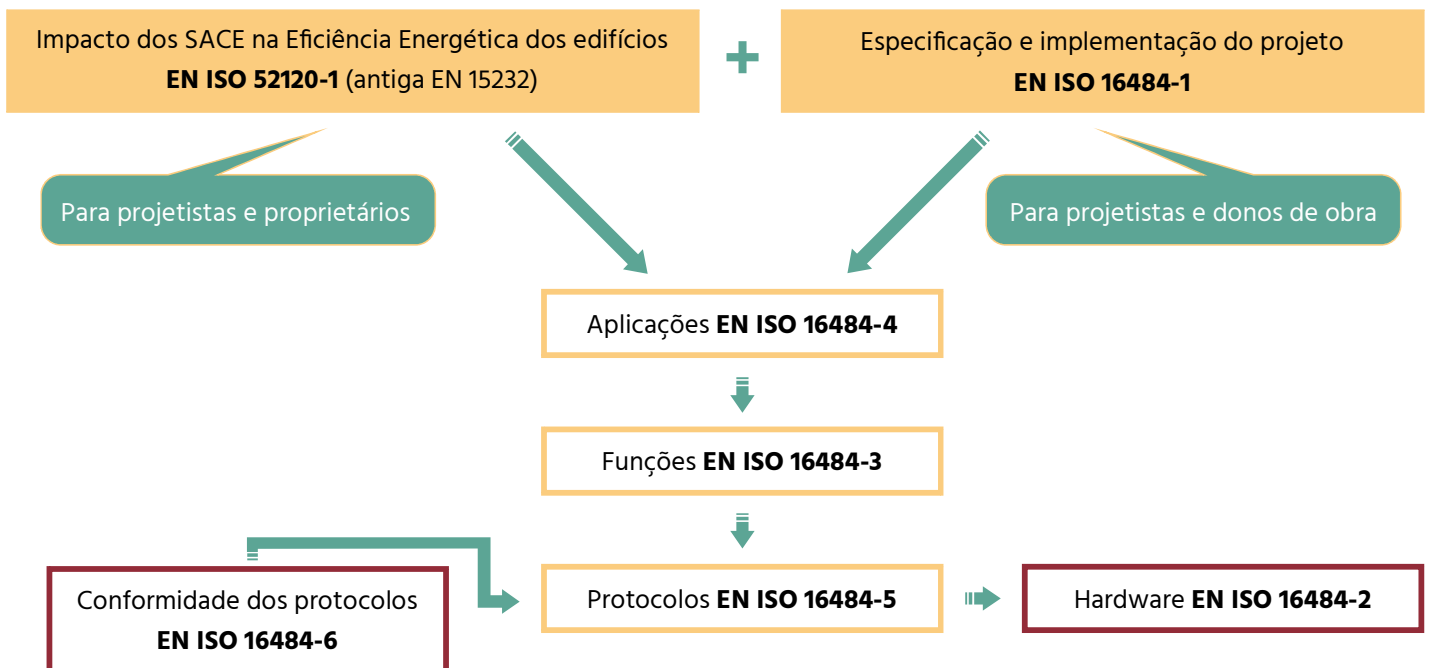 Impacto dos SACE na Eficiência Energética dos edifícios
EN ISO 52120-1 (antiga EN 15232)
Especificação e implementação do projeto
EN ISO 16484-1
Para projetistas e proprietários
Para projetistas e donos de obra
Aplicações EN ISO 16484-4
Funções EN ISO 16484-3
Conformidade dos protocolos
EN ISO 16484-6
Protocolos EN ISO 16484-5
Hardware EN ISO 16484-2